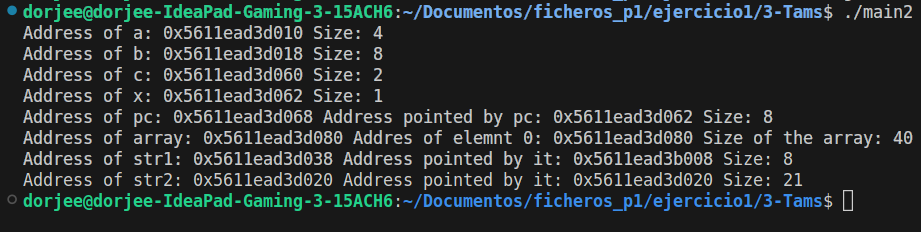 dorjee@dorjee-IdeaPad-Gaming-3-15ACH6:~/Documentos/ficheros_p1/ejercicio1/3-Tams$ ./main2
Address of a: 0x5611ead3d010 Size: 4
Address of b: 0x5611ead3d018 Size: 8
Address of c: 0x5611ead3d060 Size: 2
Address of x: 0x5611ead3d062 Size: 1
Address of pc: 0x5611ead3d068 Address pointed by pc: 0x5611ead3d062 Size: 8
Address of array: 0x5611ead3d080 Addres of elemnt 0: 0x5611ead3d080 Size of the array: 40
Address of str1: 0x5611ead3d038 Address pointed by it: 0x5611ead3b008 Size: 8
Address of str2: 0x5611ead3d020 Address pointed by it: 0x5611ead3d020 Size: 21
dorjee@dorjee-IdeaPad-Gaming-3-15ACH6:~/Documentos/ficheros_p1/ejercicio1/3-Tams$